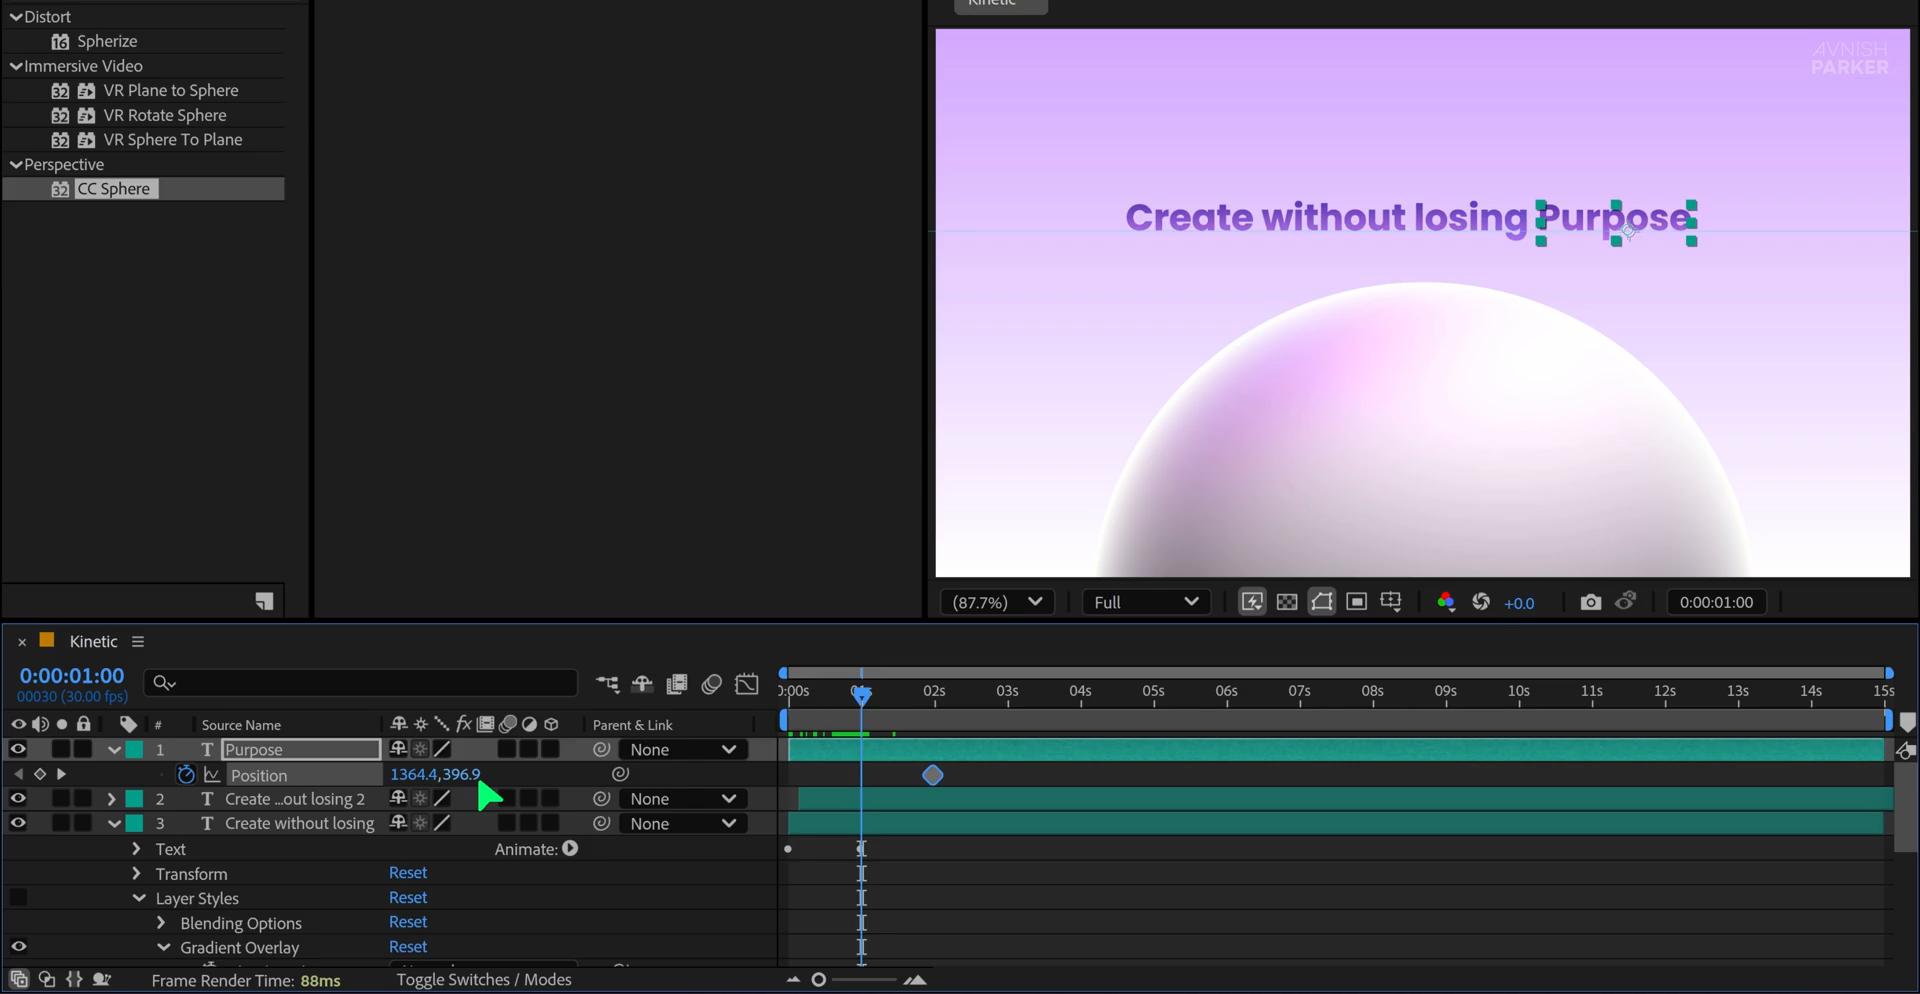 Distort
Spherize
Immersive Video
VR Plane to Sphere
VR Rotate Sphere
VR Sphere To Plane
Perspective
CC Sphere
Kinetic
AVNISH
PARKER
Create without losing Purpose
(87.7%)
Full
+0.0
0:00:01:00
Kinetic
0:00:01:00
00030 (30.00 fps)
0:00s 02s 03s 04s 05s 06s 07s 08s 09s 10s 11s 12s 13s 14s 15s
# Source Name fx Parent & Link
1 T Purpose None
Position 1364.4,396.9
2 T Create ...out losing 2 None
3 T Create without losing None
Text Animate:
Transform Reset
Layer Styles Reset
Blending Options Reset
Gradient Overlay Reset
Frame Render Time: 88ms Toggle Switches / Modes